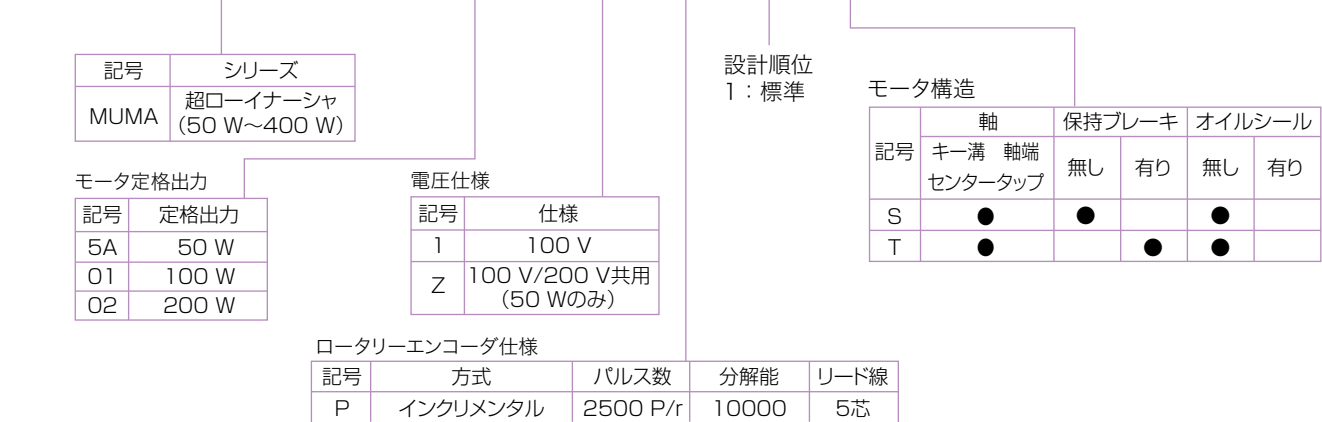 記号 シリーズ
MUMA 超ローイナーシャ
(50 W～400 W)
設計順位
1：標準
モータ構造
記号 軸 保持ブレーキ オイルシール
キー溝 軸端
センタータップ 無し 有り 無し 有り
S ● ● ●
T ● ● ●
モータ定格出力
記号 定格出力
5A 50 W
01 100 W
02 200 W
電圧仕様
記号 仕様
1 100 V
Z 100 V/200 V共用
(50 Wのみ)
ロータリーエンコーダ仕様
記号 方式 パルス数 分解能 リード線
P インクリメンタル 2500 P/r 10000 5芯